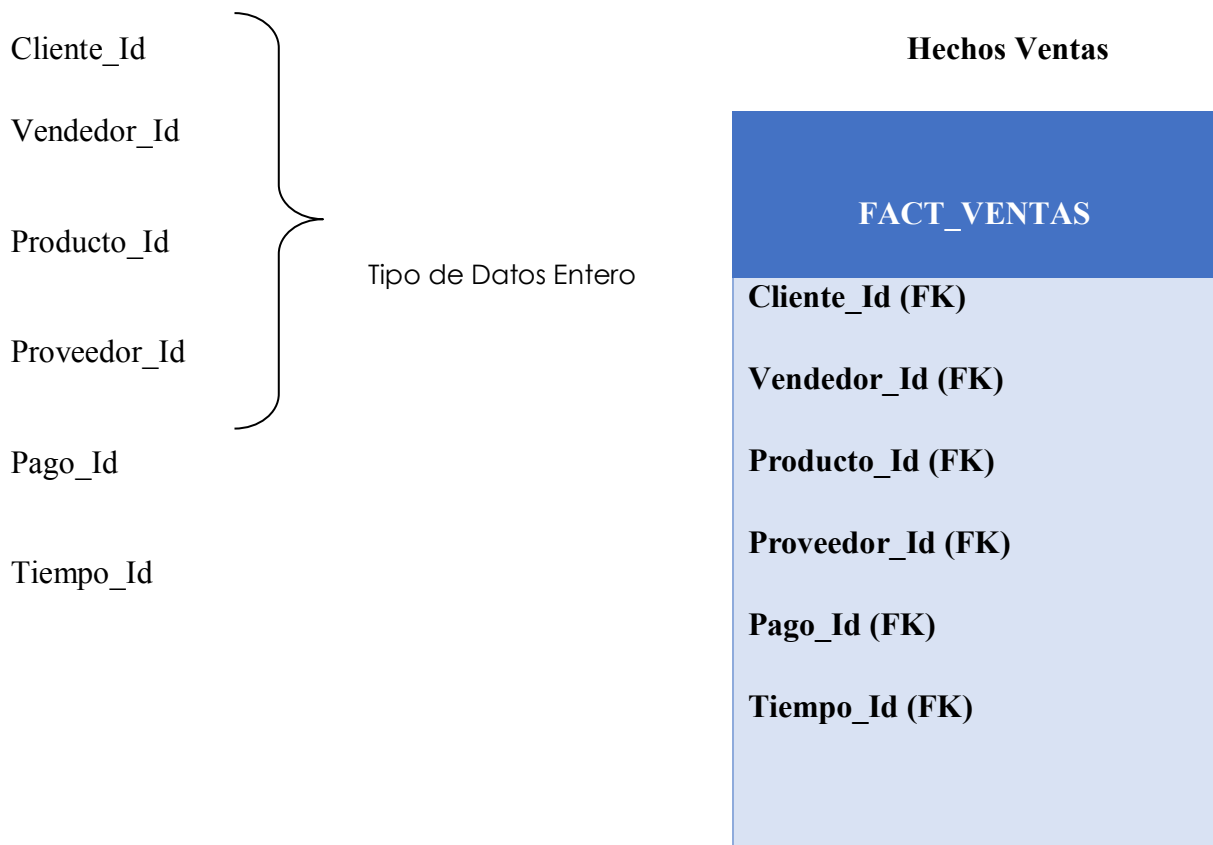 Cliente_Id
Vendedor_Id
Producto_Id
Proveedor_Id
Pago_Id
Tiempo_Id
Tipo de Datos Entero
Hechos Ventas
FACT_VENTAS
Cliente_Id (FK)
Vendedor_Id (FK)
Producto_Id (FK)
Proveedor_Id (FK)
Pago_Id (FK)
Tiempo_Id (FK)